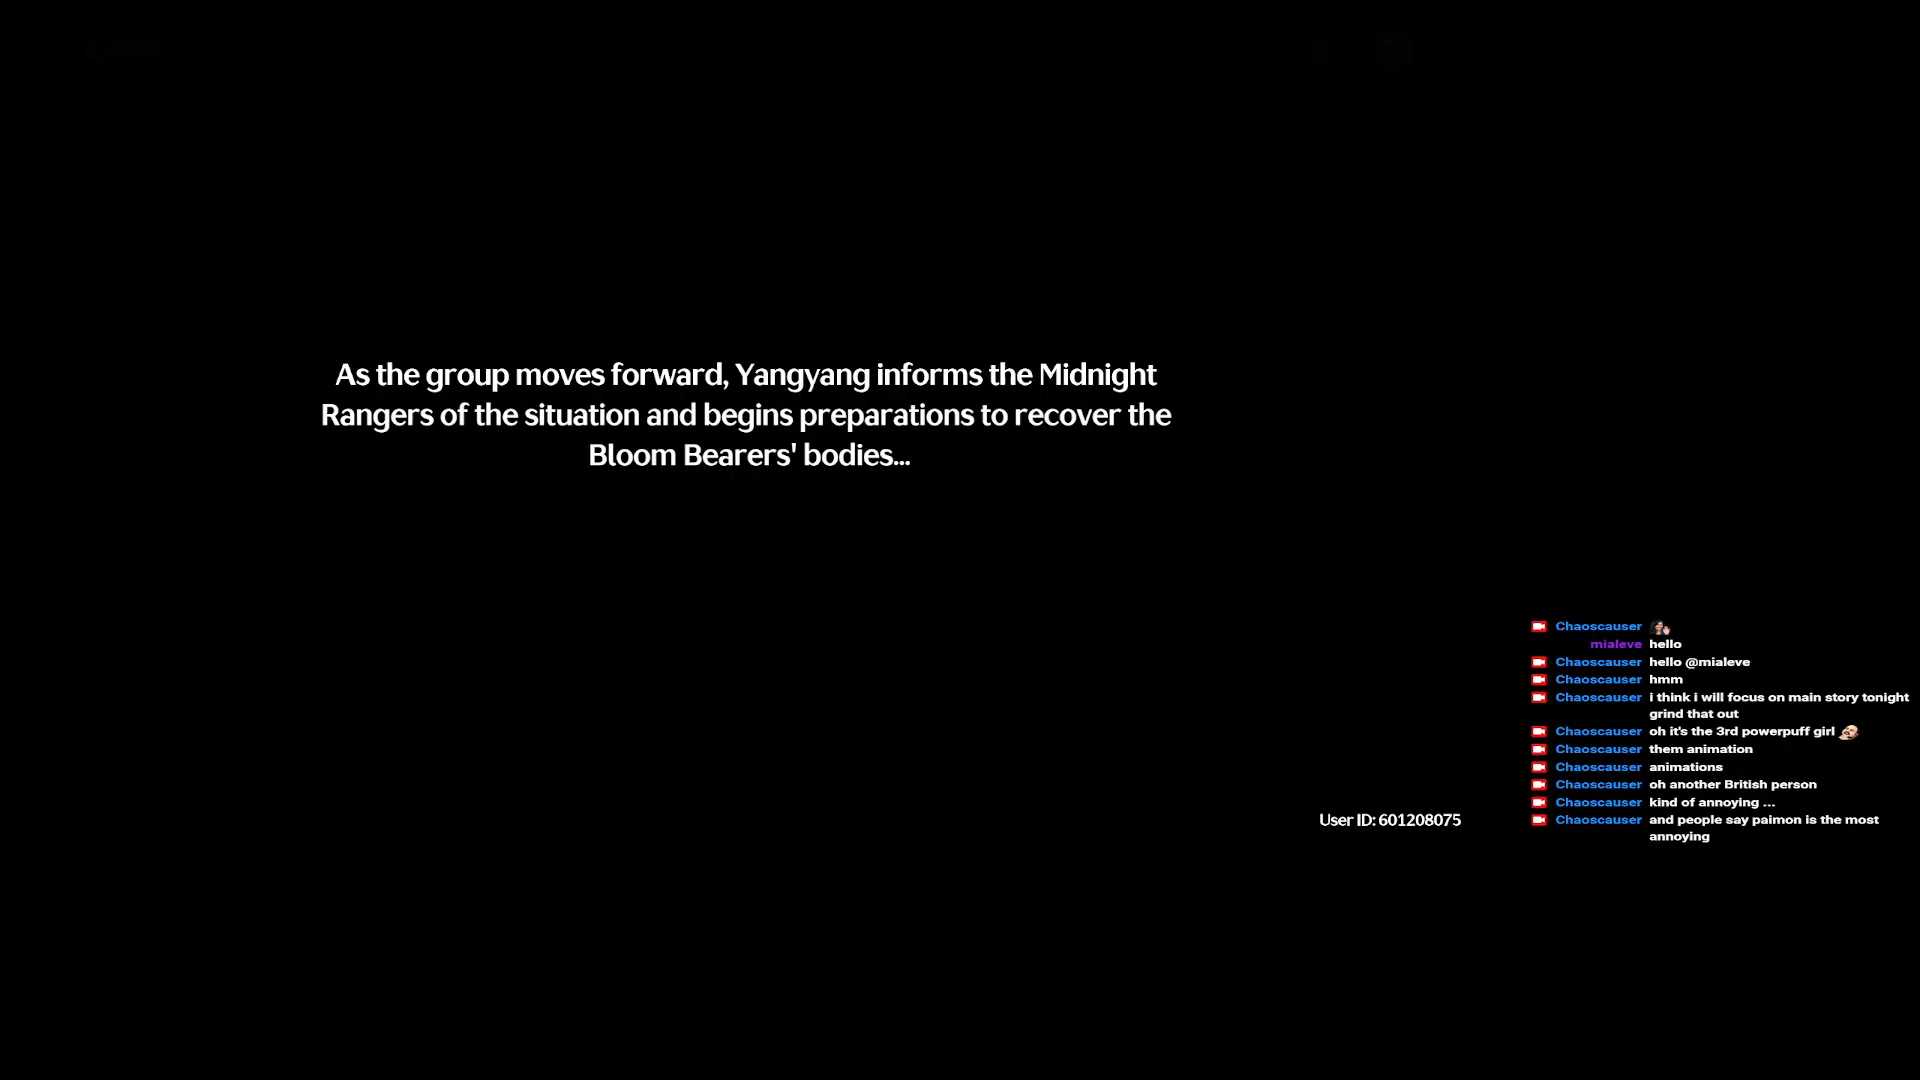 As the group moves forward, Yangyang informs the Midnight
Rangers of the situation and begins preparations to recover the
Bloom Bearers' bodies...
Chaoscauser
mialeve hello
Chaoscauser hello @mialeve
Chaoscauser hmm
Chaoscauser i think i will focus on main story tonight
grind that out
Chaoscauser oh it's the 3rd powerpuff girl
Chaoscauser them animation
Chaoscauser animations
Chaoscauser oh another British person
Chaoscauser kind of annoying ...
Chaoscauser and people say paimon is the most
annoying
User ID: 601208075